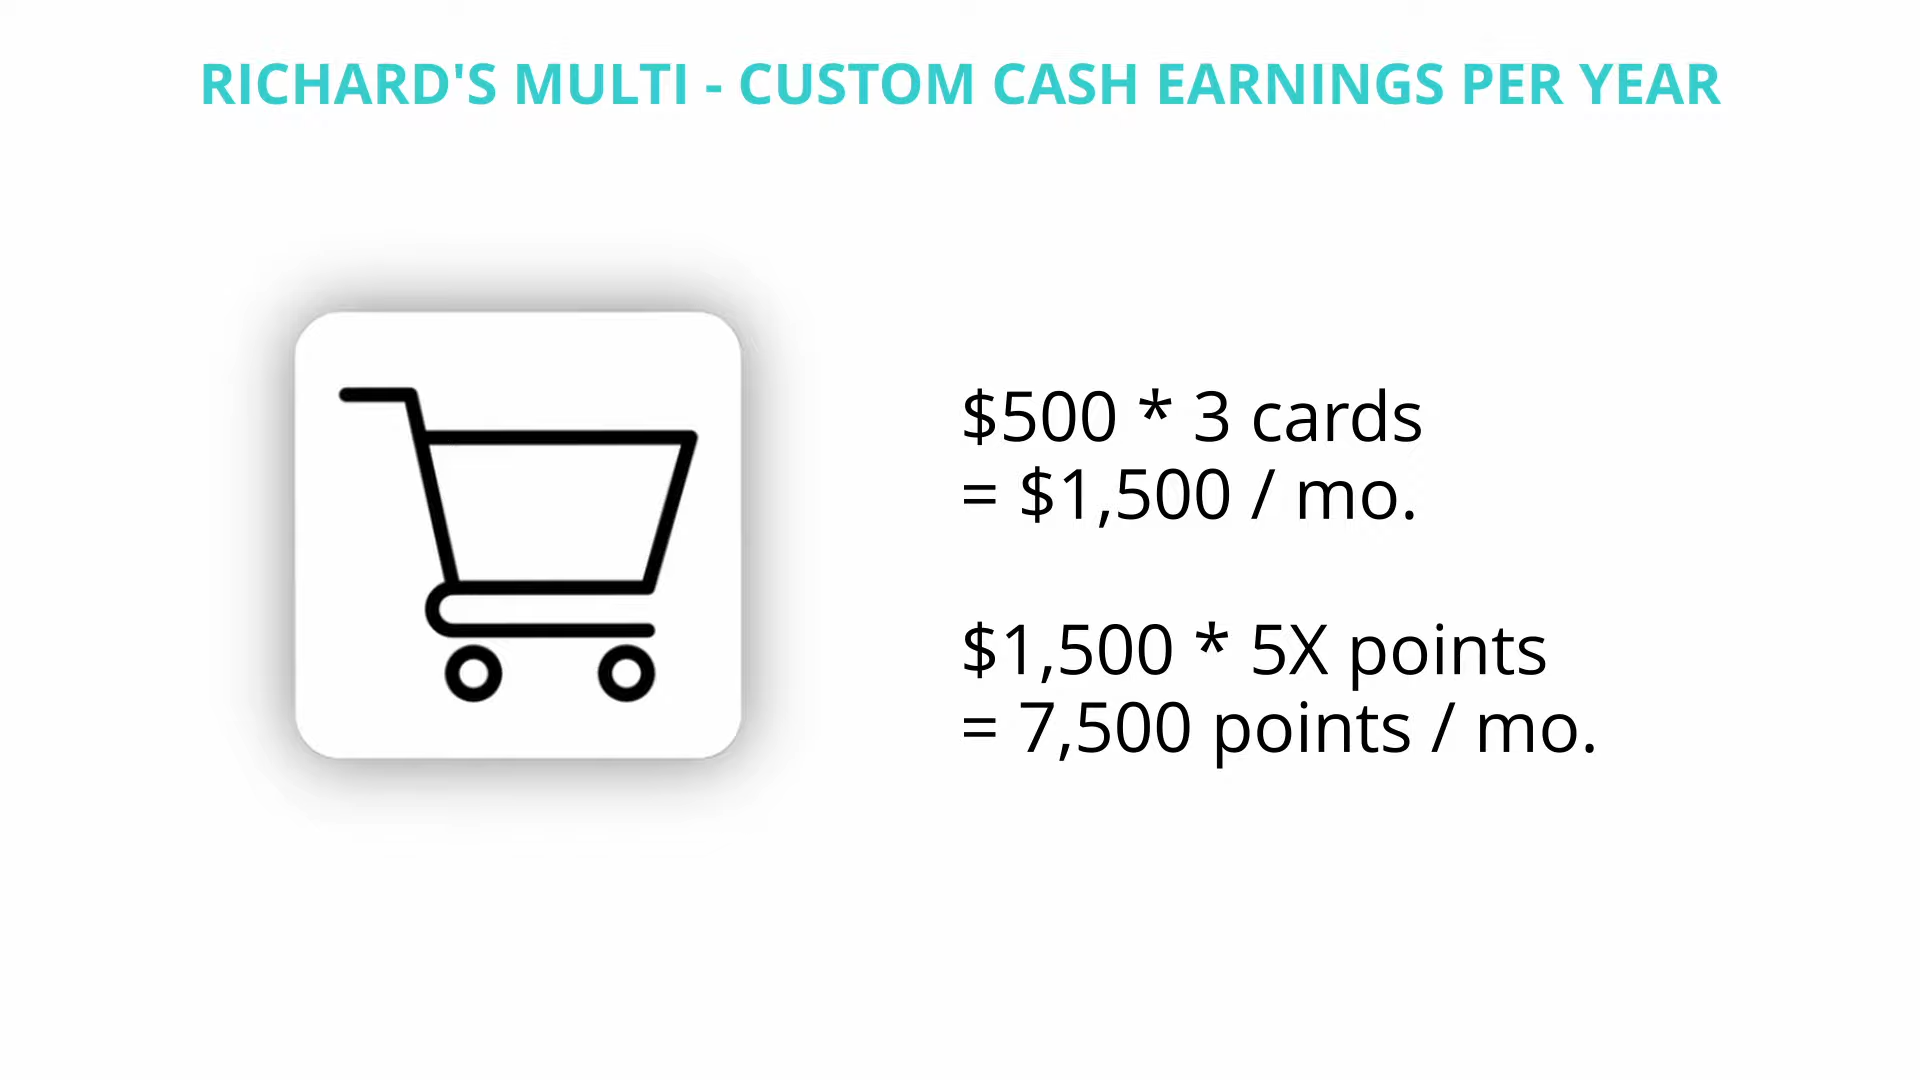 RICHARD'S MULTI - CUSTOM CASH EARNINGS PER YEAR
$500 * 3 cards
= $1,500 / mo.
$1,500 * 5X points
= 7,500 points / mo.